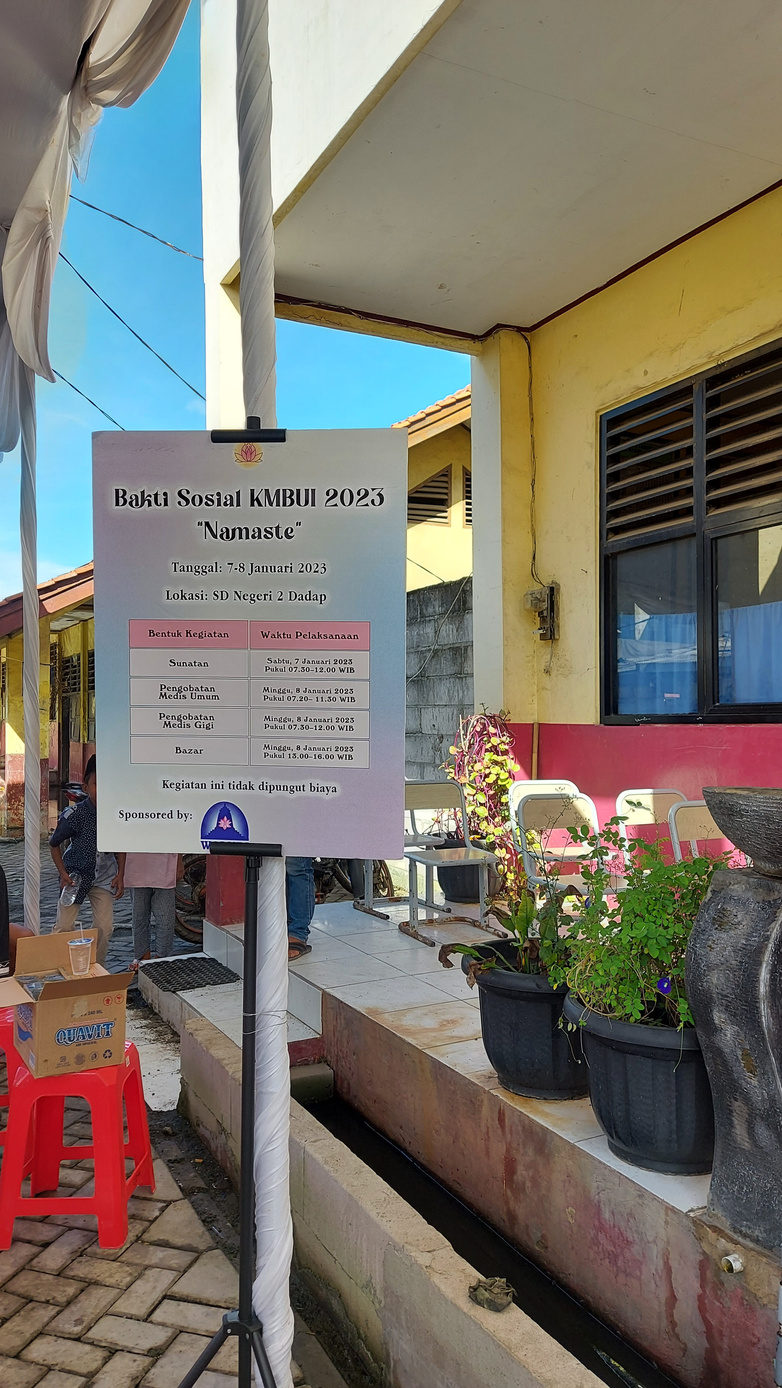 Bakti Sosial KMBUI 2023
"Namaste"
Tanggal: 7-8 Januari 2023
Lokasi: SD Negeri 2 Dadap
Bentuk Kegiatan Waktu Pelaksanaan
Sunatan Sabtu, 7 Januari 2023
Pukul 07.30-12.00 WIB
Pengobatan Minggu, 8 Januari 2023
Medis Umum Pukul 07.20- 11.30 WIB
Pengobatan Minggu, 8 Januari 2023
Medis Gigi Pukul 07.30-12.00 WIB
Bazar Minggu, 8 Januari 2023
Pukul 13.00-16.00 WIB
Kegiatan ini tidak dipungut biaya
Sponsored by:
QUAVIT